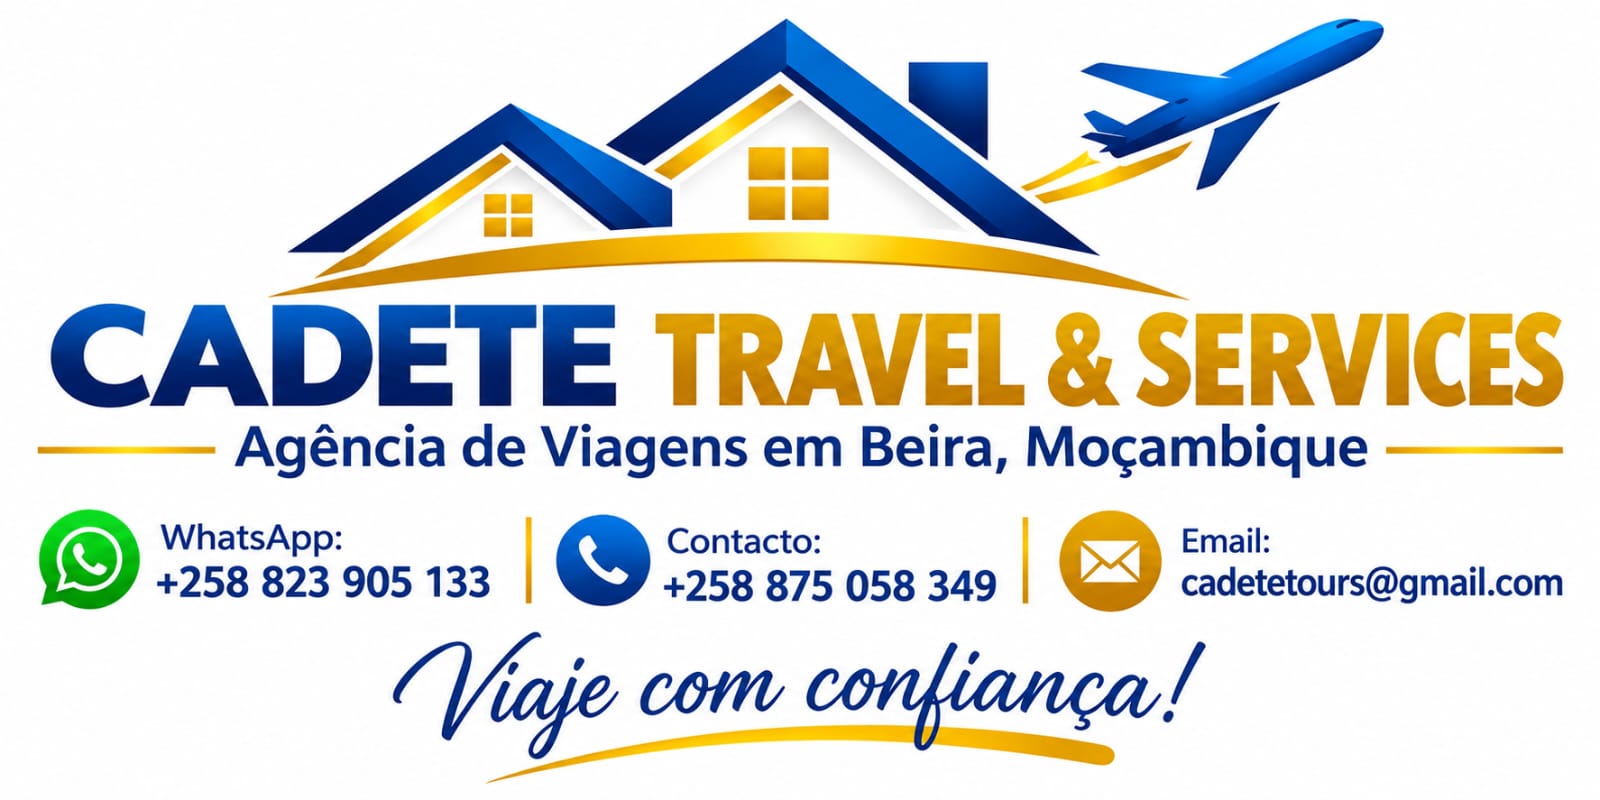 CADETE TRAVEL & SERVICES
Agência de Viagens em Beira, Moçambique
WhatsApp:
+258 823 905 133
Contacto:
+258 875 058 349
Email:
cadetetours@gmail.com
Viaje com confiança!